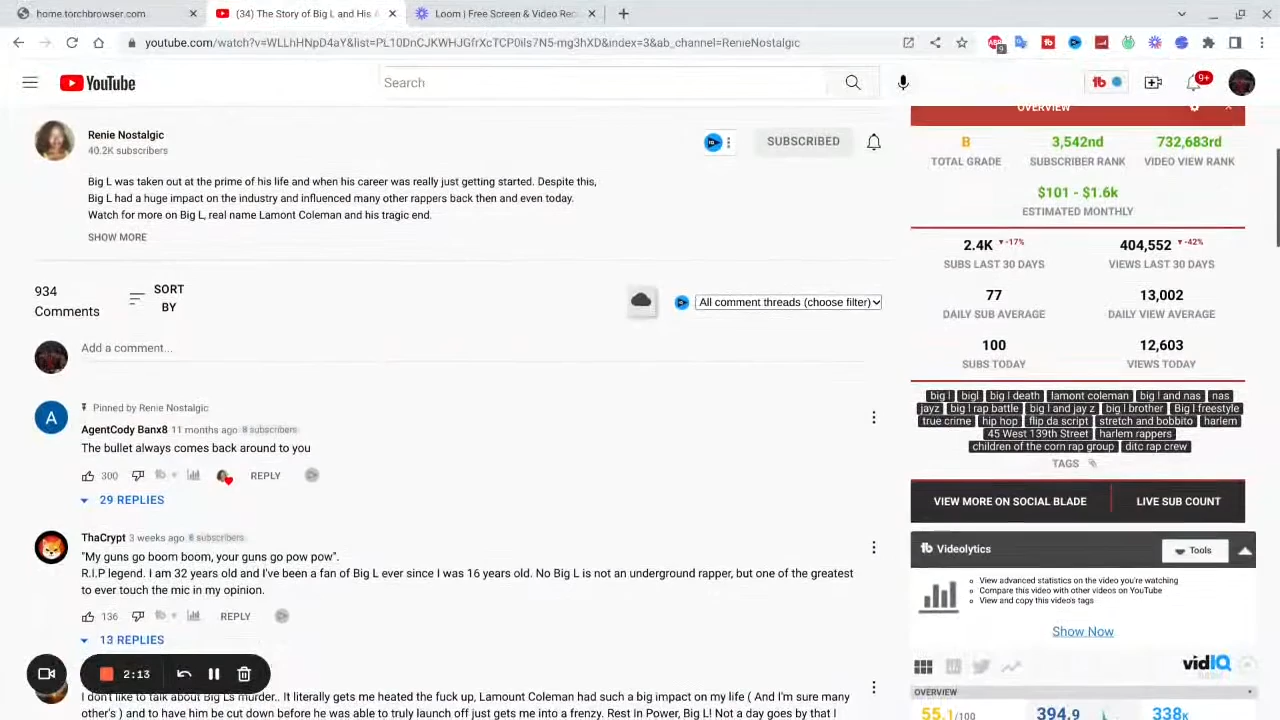 home.torchbrowser.com
(34) The Story of Big L and His A
Loom | Free Screen & Video Rec
youtube.com/watch?v=WLLhHNpD4aY&list=PL10DnCJKWHJGfrXcTCP0iIs7N5-mg3hXD&index=3&ab_channel=RanieNostalgic
9
YouTube
Search
9+
Renie Nostalgic
40.2K subscribers
SUBSCRIBED
Big L was taken out at the prime of his life and when his career was really just getting started. Despite this,
Big L had a huge impact on the industry and influenced many other rappers back then and even today.
Watch for more on Big L, real name Lamont Coleman and his tragic end.
SHOW MORE
934
Comments
SORT
BY
All comment threads (choose filter)
Add a comment...
A
Pinned by Renie Nostalgic
AgentCody Banx8 11 months ago 8 subscribers
The bullet always comes back around to you
300
REPLY
29 REPLIES
ThaCrypt 3 weeks ago 8 subscribers
"My guns go boom boom, your guns go pow pow".
R.I.P legend. I am 32 years old and I've been a fan of Big L ever since I was 16 years old. No Big L is not an underground rapper, but one of the greatest
to ever touch the mic in my opinion.
136
REPLY
13 REPLIES
2:13
I don't like to talk about Big Ls murder.. It literally gets me heated the fuck up, Lamont Coleman had such a big impact on my life ( And I'm sure many
other's ) and to have him be cut down before he was able to truly launch off just gets me into a frenzy. Rest In Power, Big L! Not a day goes by that I
OVERVIEW
B
3,542nd
732,683rd
TOTAL GRADE
SUBSCRIBER RANK
VIDEO VIEW RANK
$101 - $1.6k
ESTIMATED MONTHLY
2.4K -17%
404,552 -42%
SUBS LAST 30 DAYS
VIEWS LAST 30 DAYS
77
13,002
DAILY SUB AVERAGE
DAILY VIEW AVERAGE
100
12,603
SUBS TODAY
VIEWS TODAY
big l bigl big l death lamont coleman big l and nas nas
jayz big l rap battle big l and jay z big l brother Big l freestyle
true crime hip hop flip da script stretch and bobbito harlem
45 West 139th Street harlem rappers
children of the corn rap group ditc rap crew
TAGS
VIEW MORE ON SOCIAL BLADE
LIVE SUB COUNT
tb Videolytics
Tools
View advanced statistics on the video you're watching
Compare this video with other videos on YouTube
View and copy this video's tags
Show Now
vidIQ
OVERVIEW
55.1/100
394.9
338K